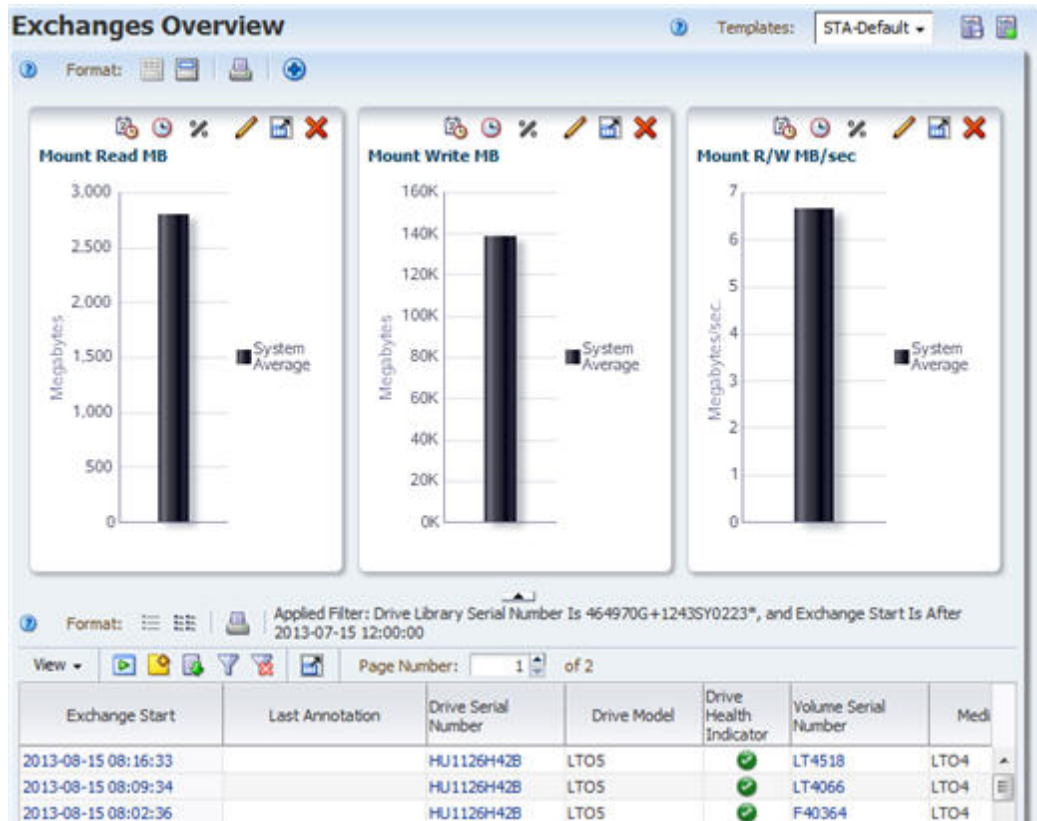 Exchanges Overview
Templates: STA-Default
Format:
Mount Read MB
3,000
2,500
2,000
1,500
1,000
500
0
Megabytes
System
Average
Mount Write MB
160K
140K
120K
100K
80K
60K
40K
20K
0K
Megabytes
System
Average
Mount R/W MB/sec
7
6
5
4
3
2
1
0
Megabytes/sec.
System
Average
Format:
Applied Filter: Drive Library Serial Number Is 464970G+1243SY0223*, and Exchange Start Is After
2013-07-15 12:00:00
View Page Number: 1 of 2
Exchange Start Last Annotation Drive Serial Number Drive Model Drive Health Indicator Volume Serial Number Medi
2013-08-15 08:16:33 HU1126H42B LTO5 LT4518 LTO4
2013-08-15 08:09:34 HU1126H42B LTO5 LT4066 LTO4
2013-08-15 08:02:36 HU1126H42B LTO5 F40364 LTO4